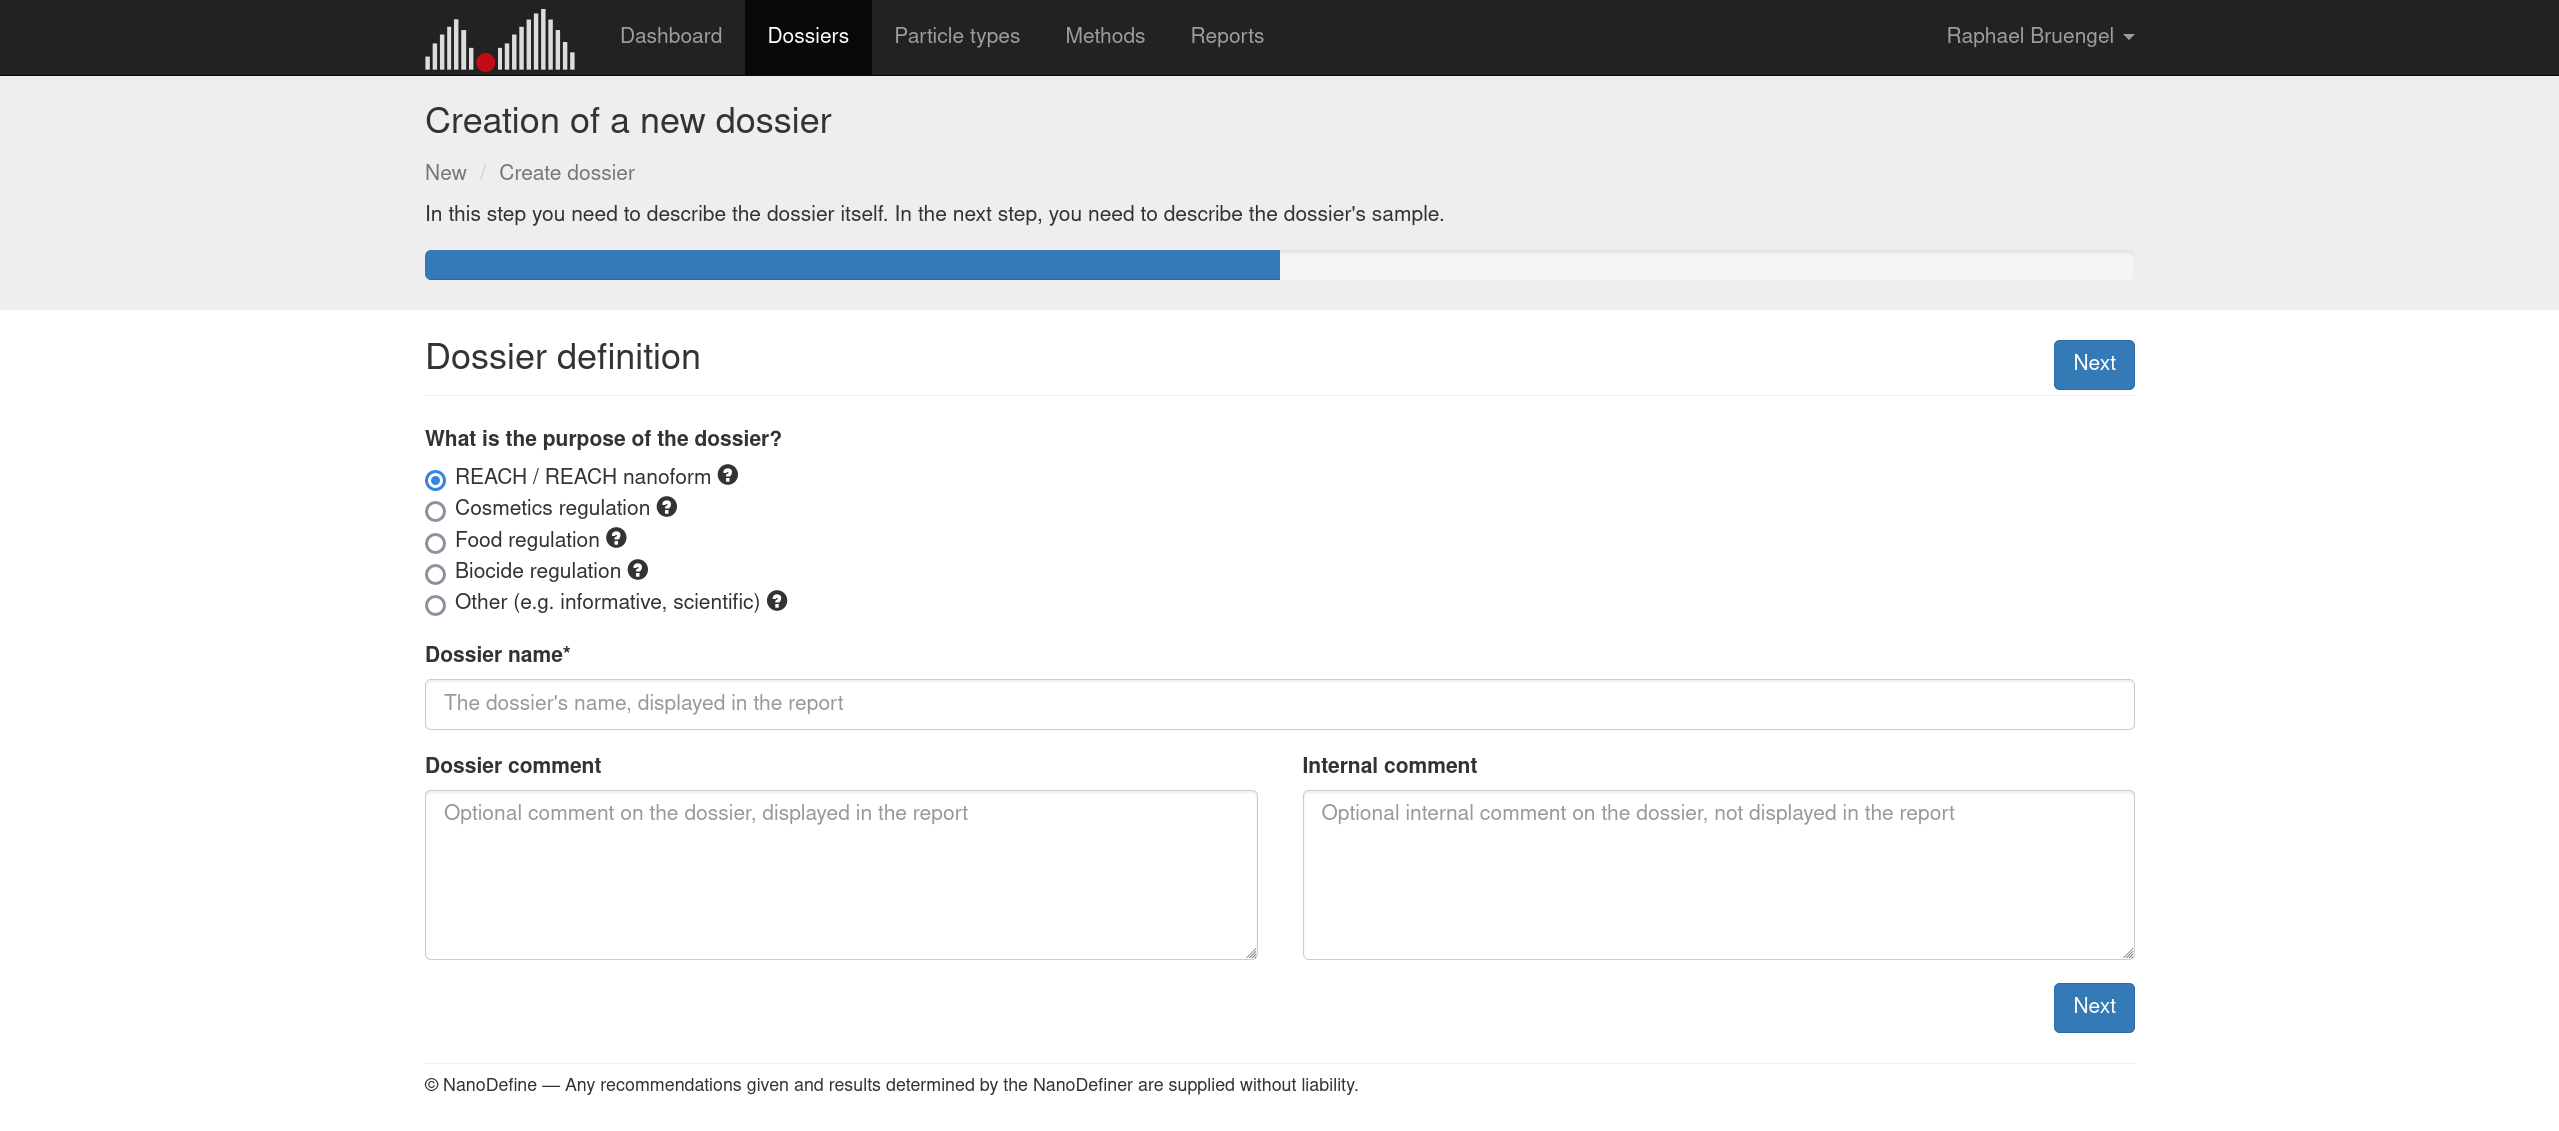 Dashboard Dossiers Particle types Methods Reports Raphael Bruengel
Creation of a new dossier
New / Create dossier
In this step you need to describe the dossier itself. In the next step, you need to describe the dossier's sample.
Dossier definition Next
What is the purpose of the dossier?
REACH / REACH nanoform ?
Cosmetics regulation ?
Food regulation ?
Biocide regulation ?
Other (e.g. informative, scientific) ?
Dossier name*
The dossier's name, displayed in the report
Dossier comment Internal comment
Optional comment on the dossier, displayed in the report Optional internal comment on the dossier, not displayed in the report
Next
© NanoDefine — Any recommendations given and results determined by the NanoDefiner are supplied without liability.